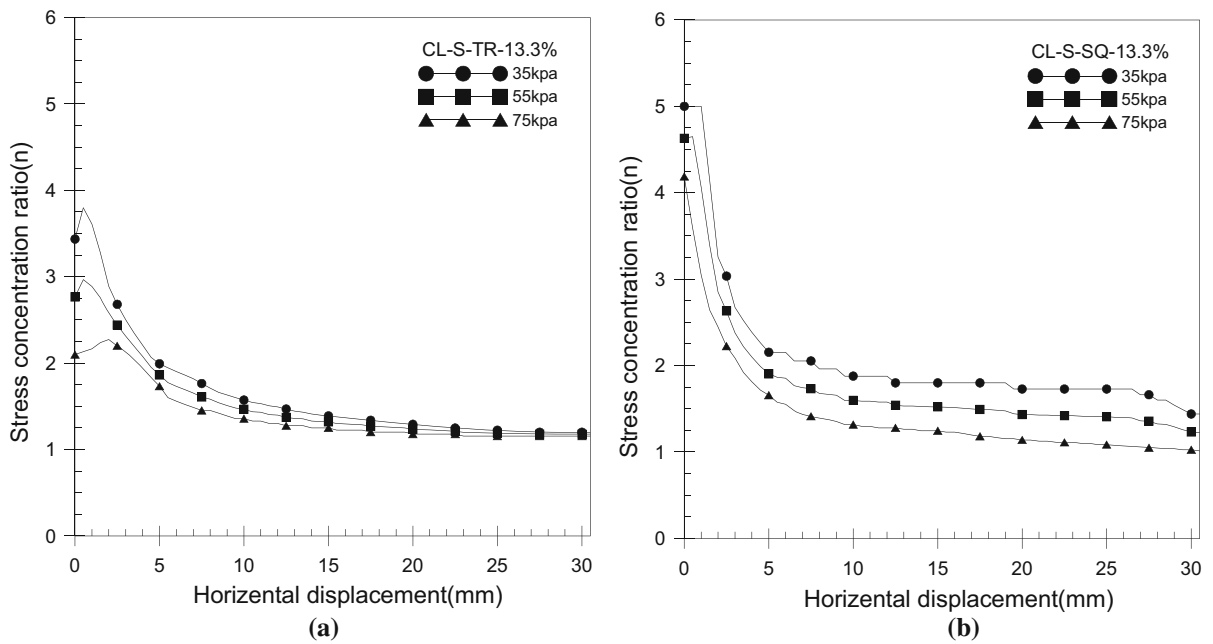 6
5
4
3
2
1
0
Stress concentration ratio(n)
CL-S-TR-13.3%
35kpa
55kpa
75kpa
0 5 10 15 20 25 30
Horizental displacement(mm)
(a)
6
5
4
3
2
1
0
Stress concentration ratio(n)
CL-S-SQ-13.3%
35kpa
55kpa
75kpa
0 5 10 15 20 25 30
Horizental displacement(mm)
(b)